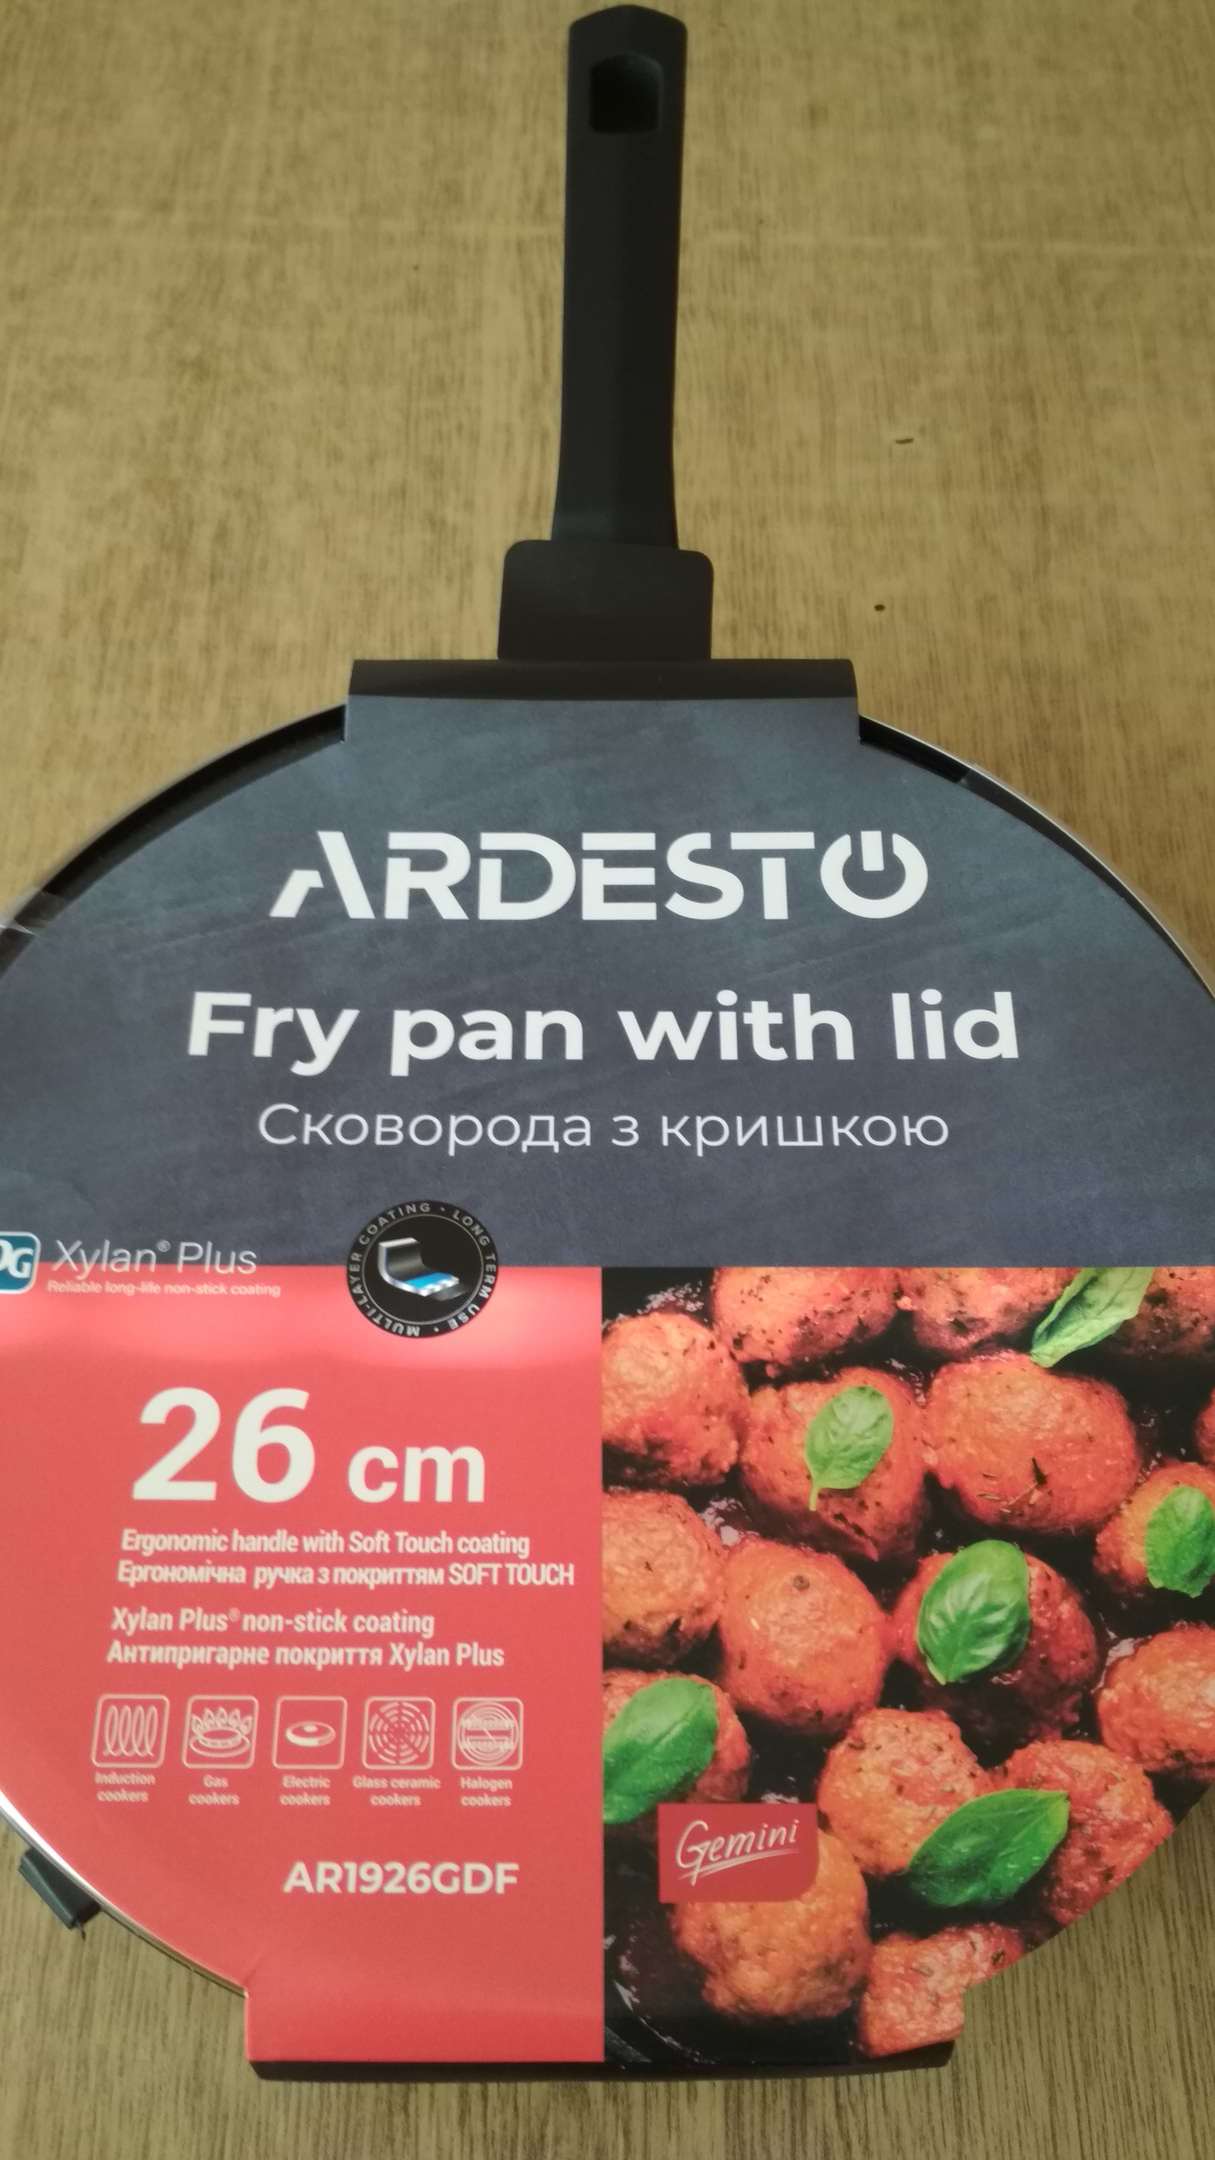 ARDESTO
Fry pan with lid
Сковорода з кришкою
Xylan® Plus
Reliable long-life non-stick coating
MULTI-LAYER COATING • LONG TERM USE •
26 cm
Ergonomic handle with Soft Touch coating
Ергономічна ручка з покриттям SOFT TOUCH
Xylan Plus® non-stick coating
Антипригарне покриття Xylan Plus
Induction cookers
Gas cookers
Electric cookers
Glass ceramic cookers
Halogen cookers
AR1926GDF
Gemini